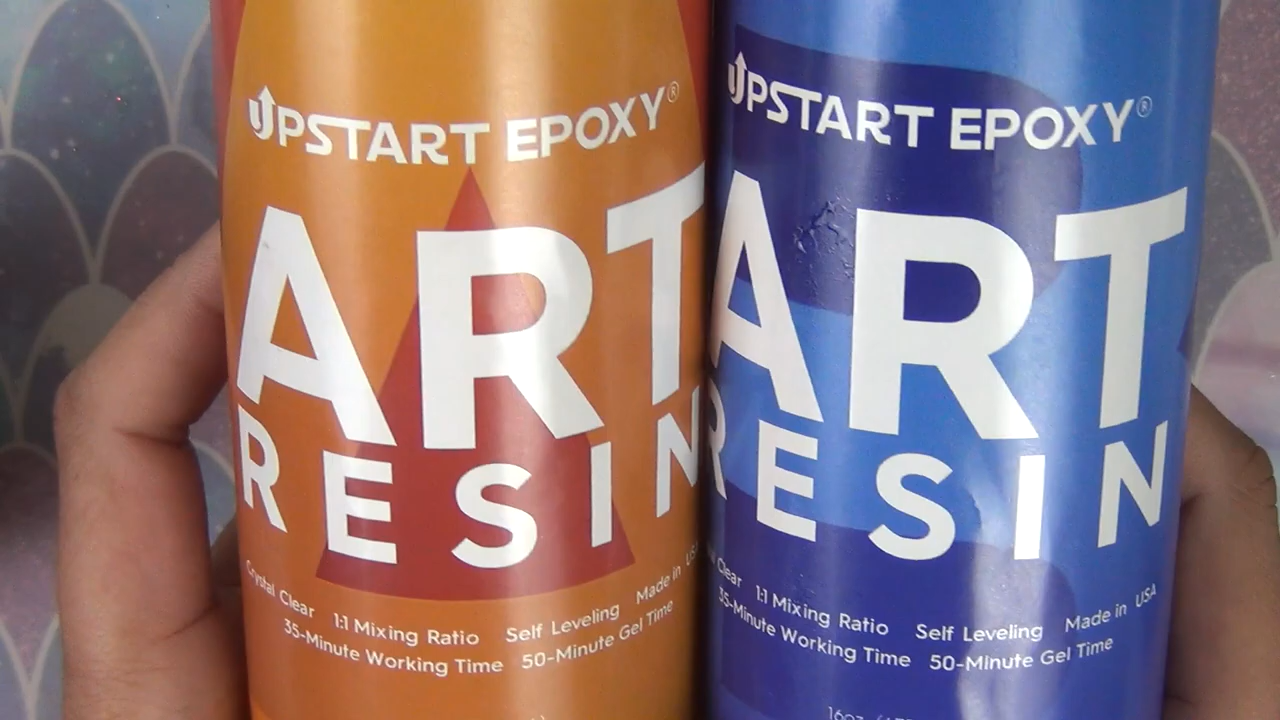 UPSTART EPOXY®
ART
RESIN
Crystal Clear 1:1 Mixing Ratio Self Leveling Made in USA
35-Minute Working Time 50-Minute Gel Time
UPSTART EPOXY®
ART
RESIN
Clear 1:1 Mixing Ratio Self Leveling Made in USA
35-Minute Working Time 50-Minute Gel Time
16oz